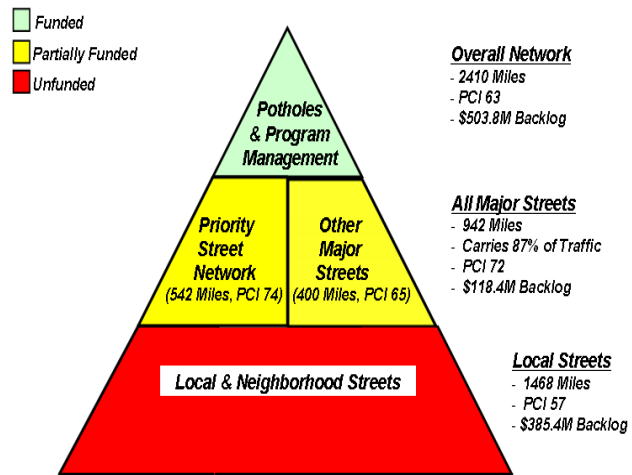 Funded
Partially Funded
Unfunded
Potholes
& Program
Management
Priority
Street
Network
(542 Miles, PCI 74)
Other
Major
Streets
(400 Miles, PCI 65)
Local & Neighborhood Streets
Overall Network
- 2410 Miles
- PCI 63
- $503.8M Backlog
All Major Streets
- 942 Miles
- Carries 87% of Traffic
- PCI 72
- $118.4M Backlog
Local Streets
- 1468 Miles
- PCI 57
- $385.4M Backlog